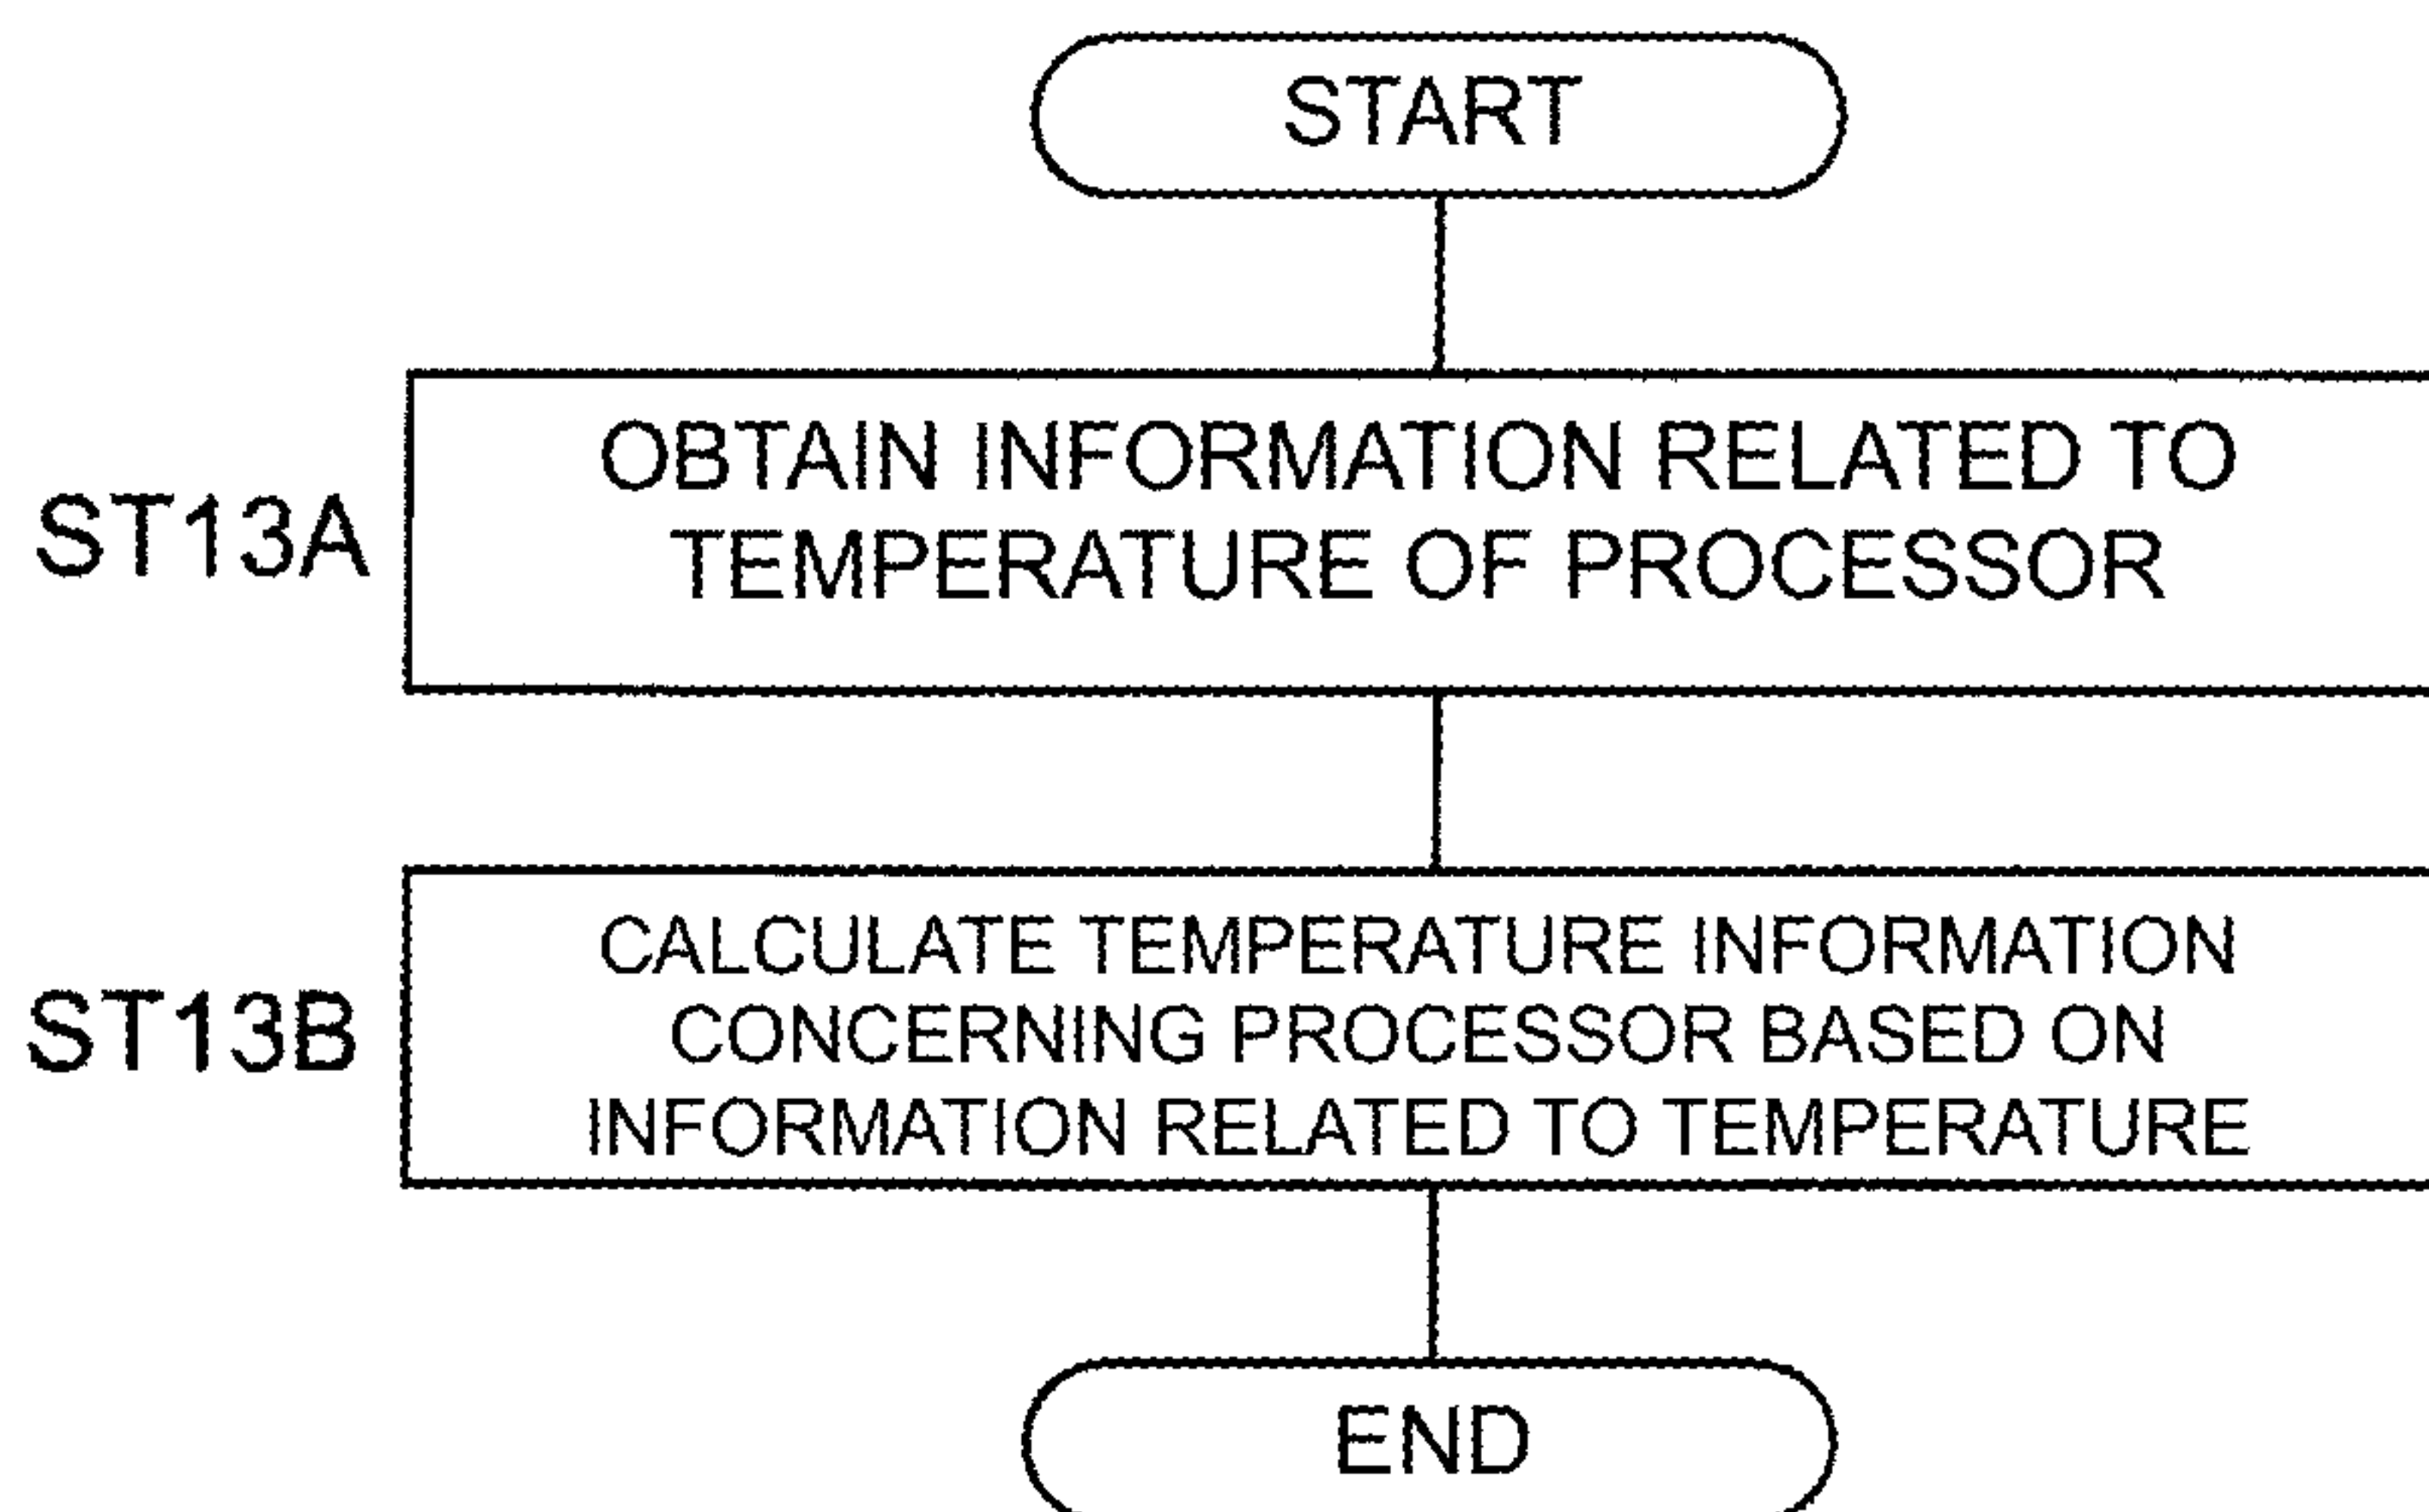 START
ST13A
OBTAIN INFORMATION RELATED TO
TEMPERATURE OF PROCESSOR
ST13B
CALCULATE TEMPERATURE INFORMATION
CONCERNING PROCESSOR BASED ON
INFORMATION RELATED TO TEMPERATURE
END